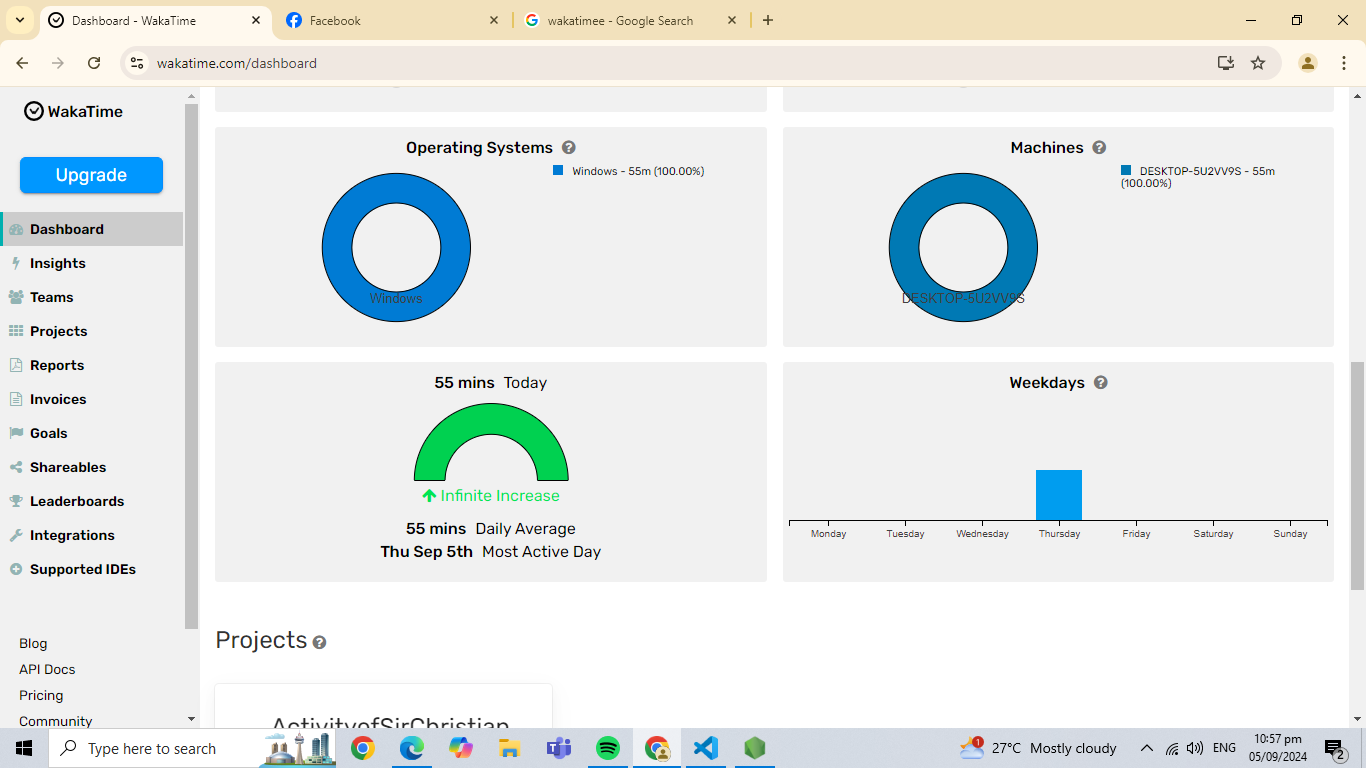 Dashboard - WakaTime
Facebook
wakatimee - Google Search
wakatime.com/dashboard
WakaTime
Upgrade
Dashboard
Insights
Teams
Projects
Reports
Invoices
Goals
Shareables
Leaderboards
Integrations
Supported IDEs
Blog
API Docs
Pricing
Community
Operating Systems
Windows - 55m (100.00%)
Windows
Machines
DESKTOP-5U2VV9S - 55m
(100.00%)
DESKTOP-5U2VV9S
55 mins Today
Infinite Increase
55 mins Daily Average
Thu Sep 5th Most Active Day
Weekdays
Monday Tuesday Wednesday Thursday Friday Saturday Sunday
Projects
ActivityofSirChristian
Type here to search
1
27°C Mostly cloudy
ENG
10:57 pm
05/09/2024
2